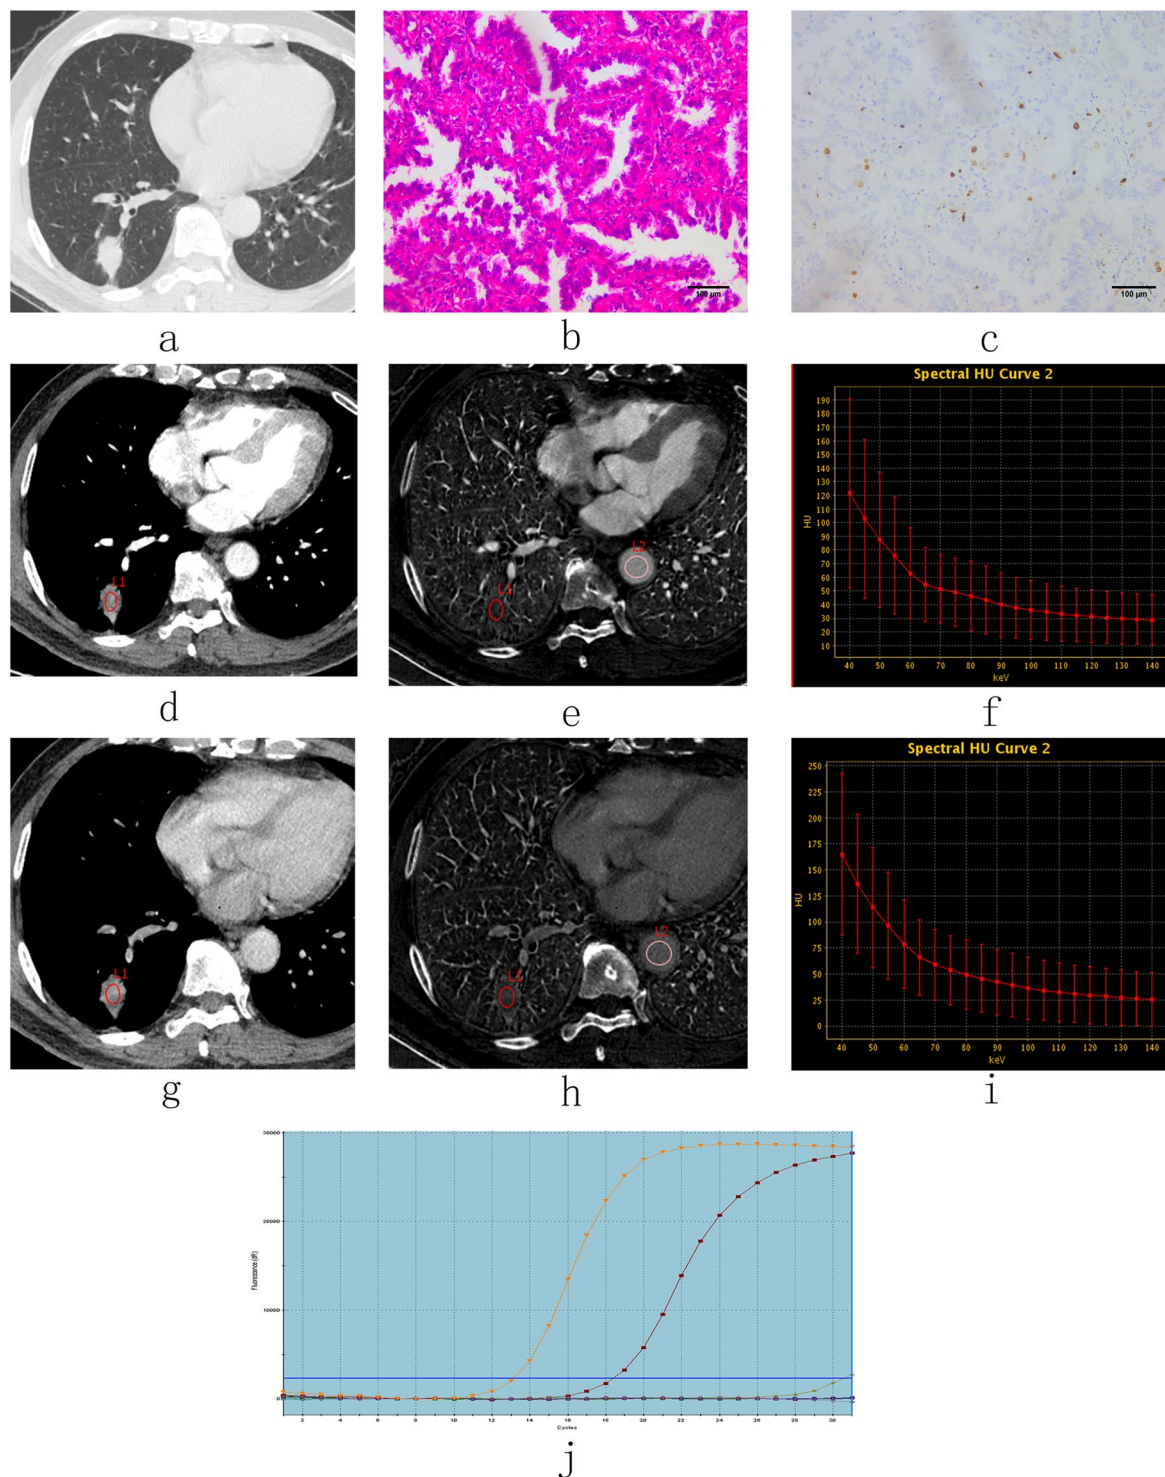 a
b
100 µm
c
100 µm
d
L1
e
L2
L1
f
Spectral HU Curve 2
HU
190
180
170
160
150
140
130
120
110
100
90
80
70
60
50
40
30
20
10
40 50 60 70 80 90 100 110 120 130 140
keV
g
L1
h
L2
L1
i
Spectral HU Curve 2
HU
250
225
200
175
150
125
100
75
50
25
0
40 50 60 70 80 90 100 110 120 130 140
keV
j
Fluorescence (dR)
30000
20000
10000
0
2 4 6 8 10 12 14 16 18 20 22 24 26 28 30
Cycles